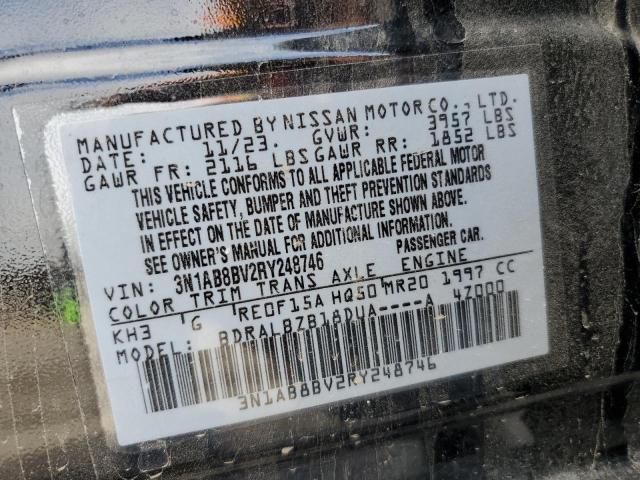 MANUFACTURED BY NISSAN MOTOR CO., LTD.
DATE: 11/23. GVWR: 3957 LBS
GAWR FR: 2116 LBS GAWR RR: 1852 LBS
THIS VEHICLE CONFORMS TO ALL APPLICABLE FEDERAL MOTOR
VEHICLE SAFETY, BUMPER AND THEFT PREVENTION STANDARDS
IN EFFECT ON THE DATE OF MANUFACTURE SHOWN ABOVE.
SEE OWNER'S MANUAL FOR ADDITIONAL INFORMATION.
VIN: 3N1AB8BV2RY248746 PASSENGER CAR.
COLOR TRIM TRANS AXLE ENGINE
KH3 G RE0F15A HQ50 MR20 1997 CC
MODEL: BDRALBZB18DUA----A 4Z000
3N1AB8BV2RY248746